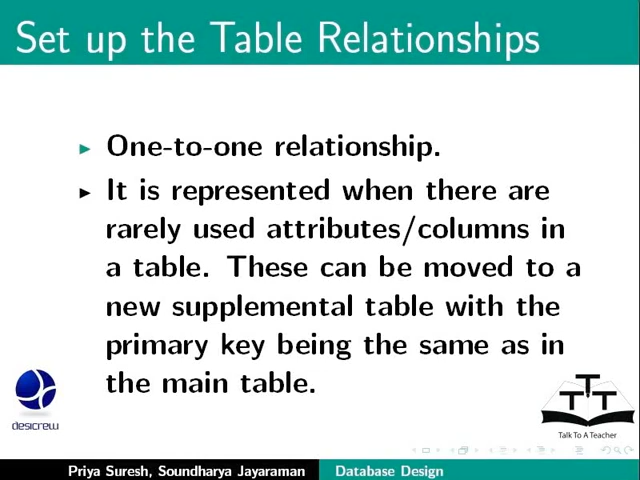 Set up the Table Relationships
One-to-one relationship.
It is represented when there are
rarely used attributes/columns in
a table. These can be moved to a
new supplemental table with the
primary key being the same as in
the main table.
desicrew
TTT
Talk To A Teacher
Priya Suresh, Soundharya Jayaraman Database Design